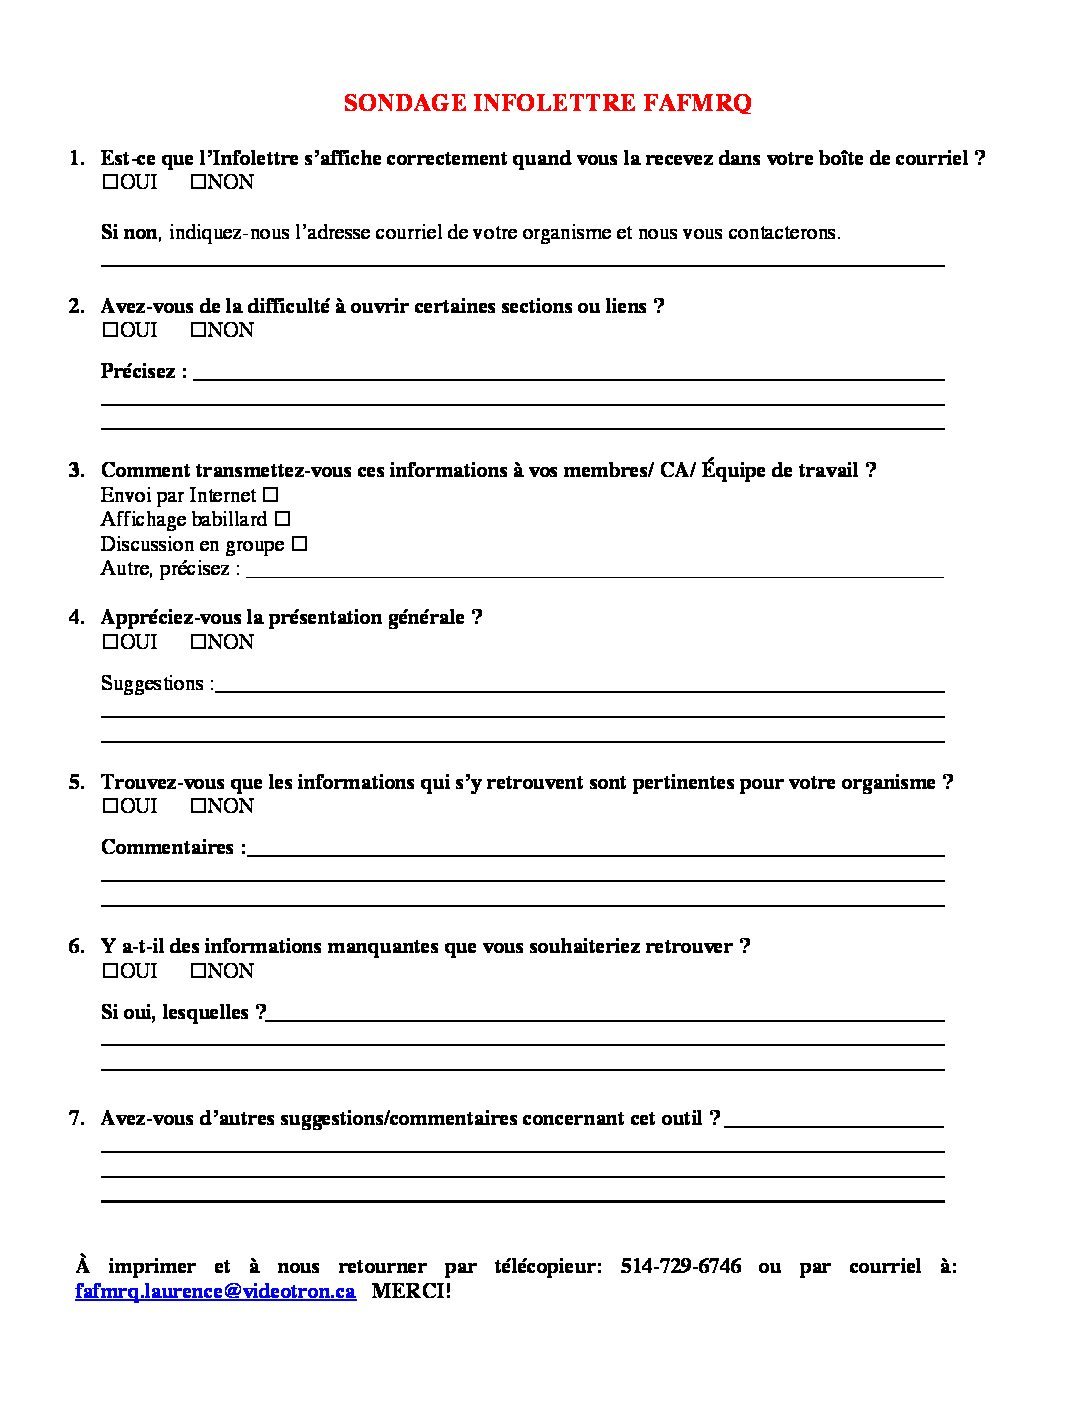 SONDAGE INFOLETTRE FAFMRQ
1. Est-ce que l’Infolettre s’affiche correctement quand vous la recevez dans votre boîte de courriel ?
☐OUI ☐NON
Si non, indiquez-nous l’adresse courriel de votre organisme et nous vous contacterons.
2. Avez-vous de la difficulté à ouvrir certaines sections ou liens ?
☐OUI ☐NON
Précisez :
3. Comment transmettez-vous ces informations à vos membres/ CA/ Équipe de travail ?
Envoi par Internet ☐
Affichage babillard ☐
Discussion en groupe ☐
Autre, précisez :
4. Appréciez-vous la présentation générale ?
☐OUI ☐NON
Suggestions :
5. Trouvez-vous que les informations qui s’y retrouvent sont pertinentes pour votre organisme ?
☐OUI ☐NON
Commentaires :
6. Y a-t-il des informations manquantes que vous souhaiteriez retrouver ?
☐OUI ☐NON
Si oui, lesquelles ?
7. Avez-vous d’autres suggestions/commentaires concernant cet outil ?
À imprimer et à nous retourner par télécopieur: 514-729-6746 ou par courriel à:
fafmrq.laurence@videotron.ca MERCI!